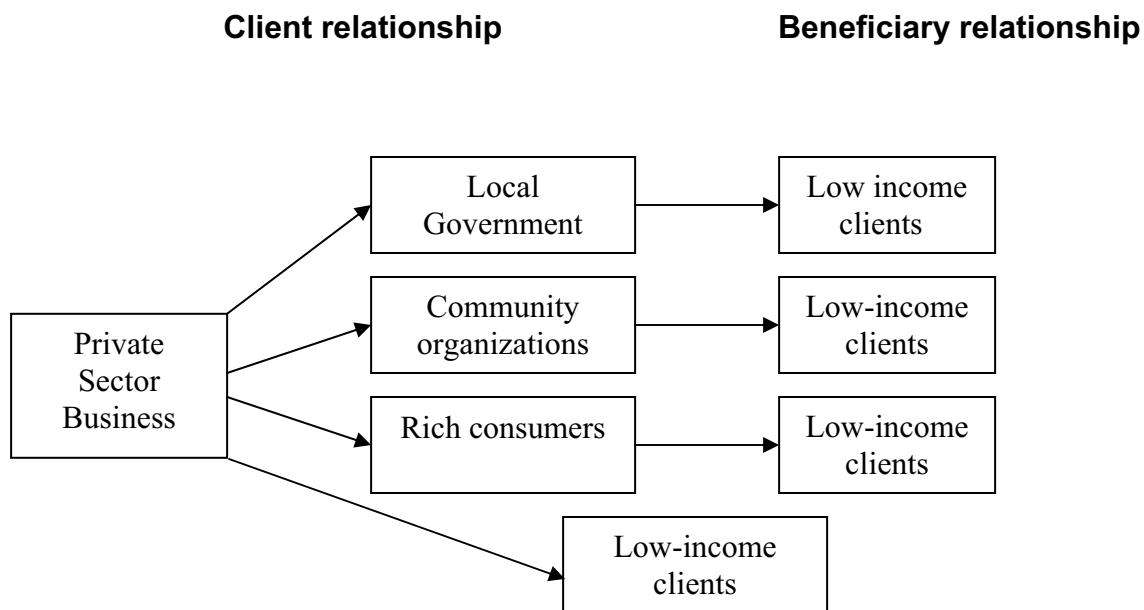 Client relationship
Beneficiary relationship
Local
Government
Low income
clients
Private
Sector
Business
Community
organizations
Low-income
clients
Rich consumers
Low-income
clients
Low-income
clients